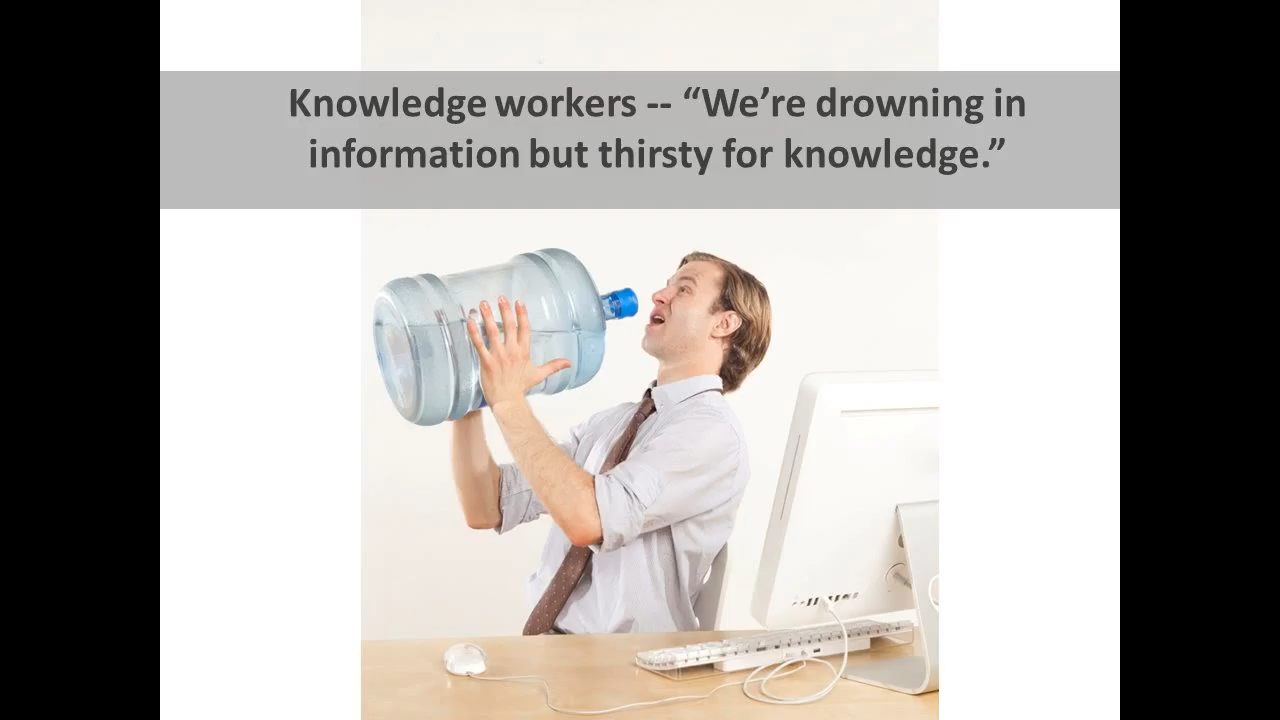 Knowledge workers -- “We’re drowning in
information but thirsty for knowledge.”